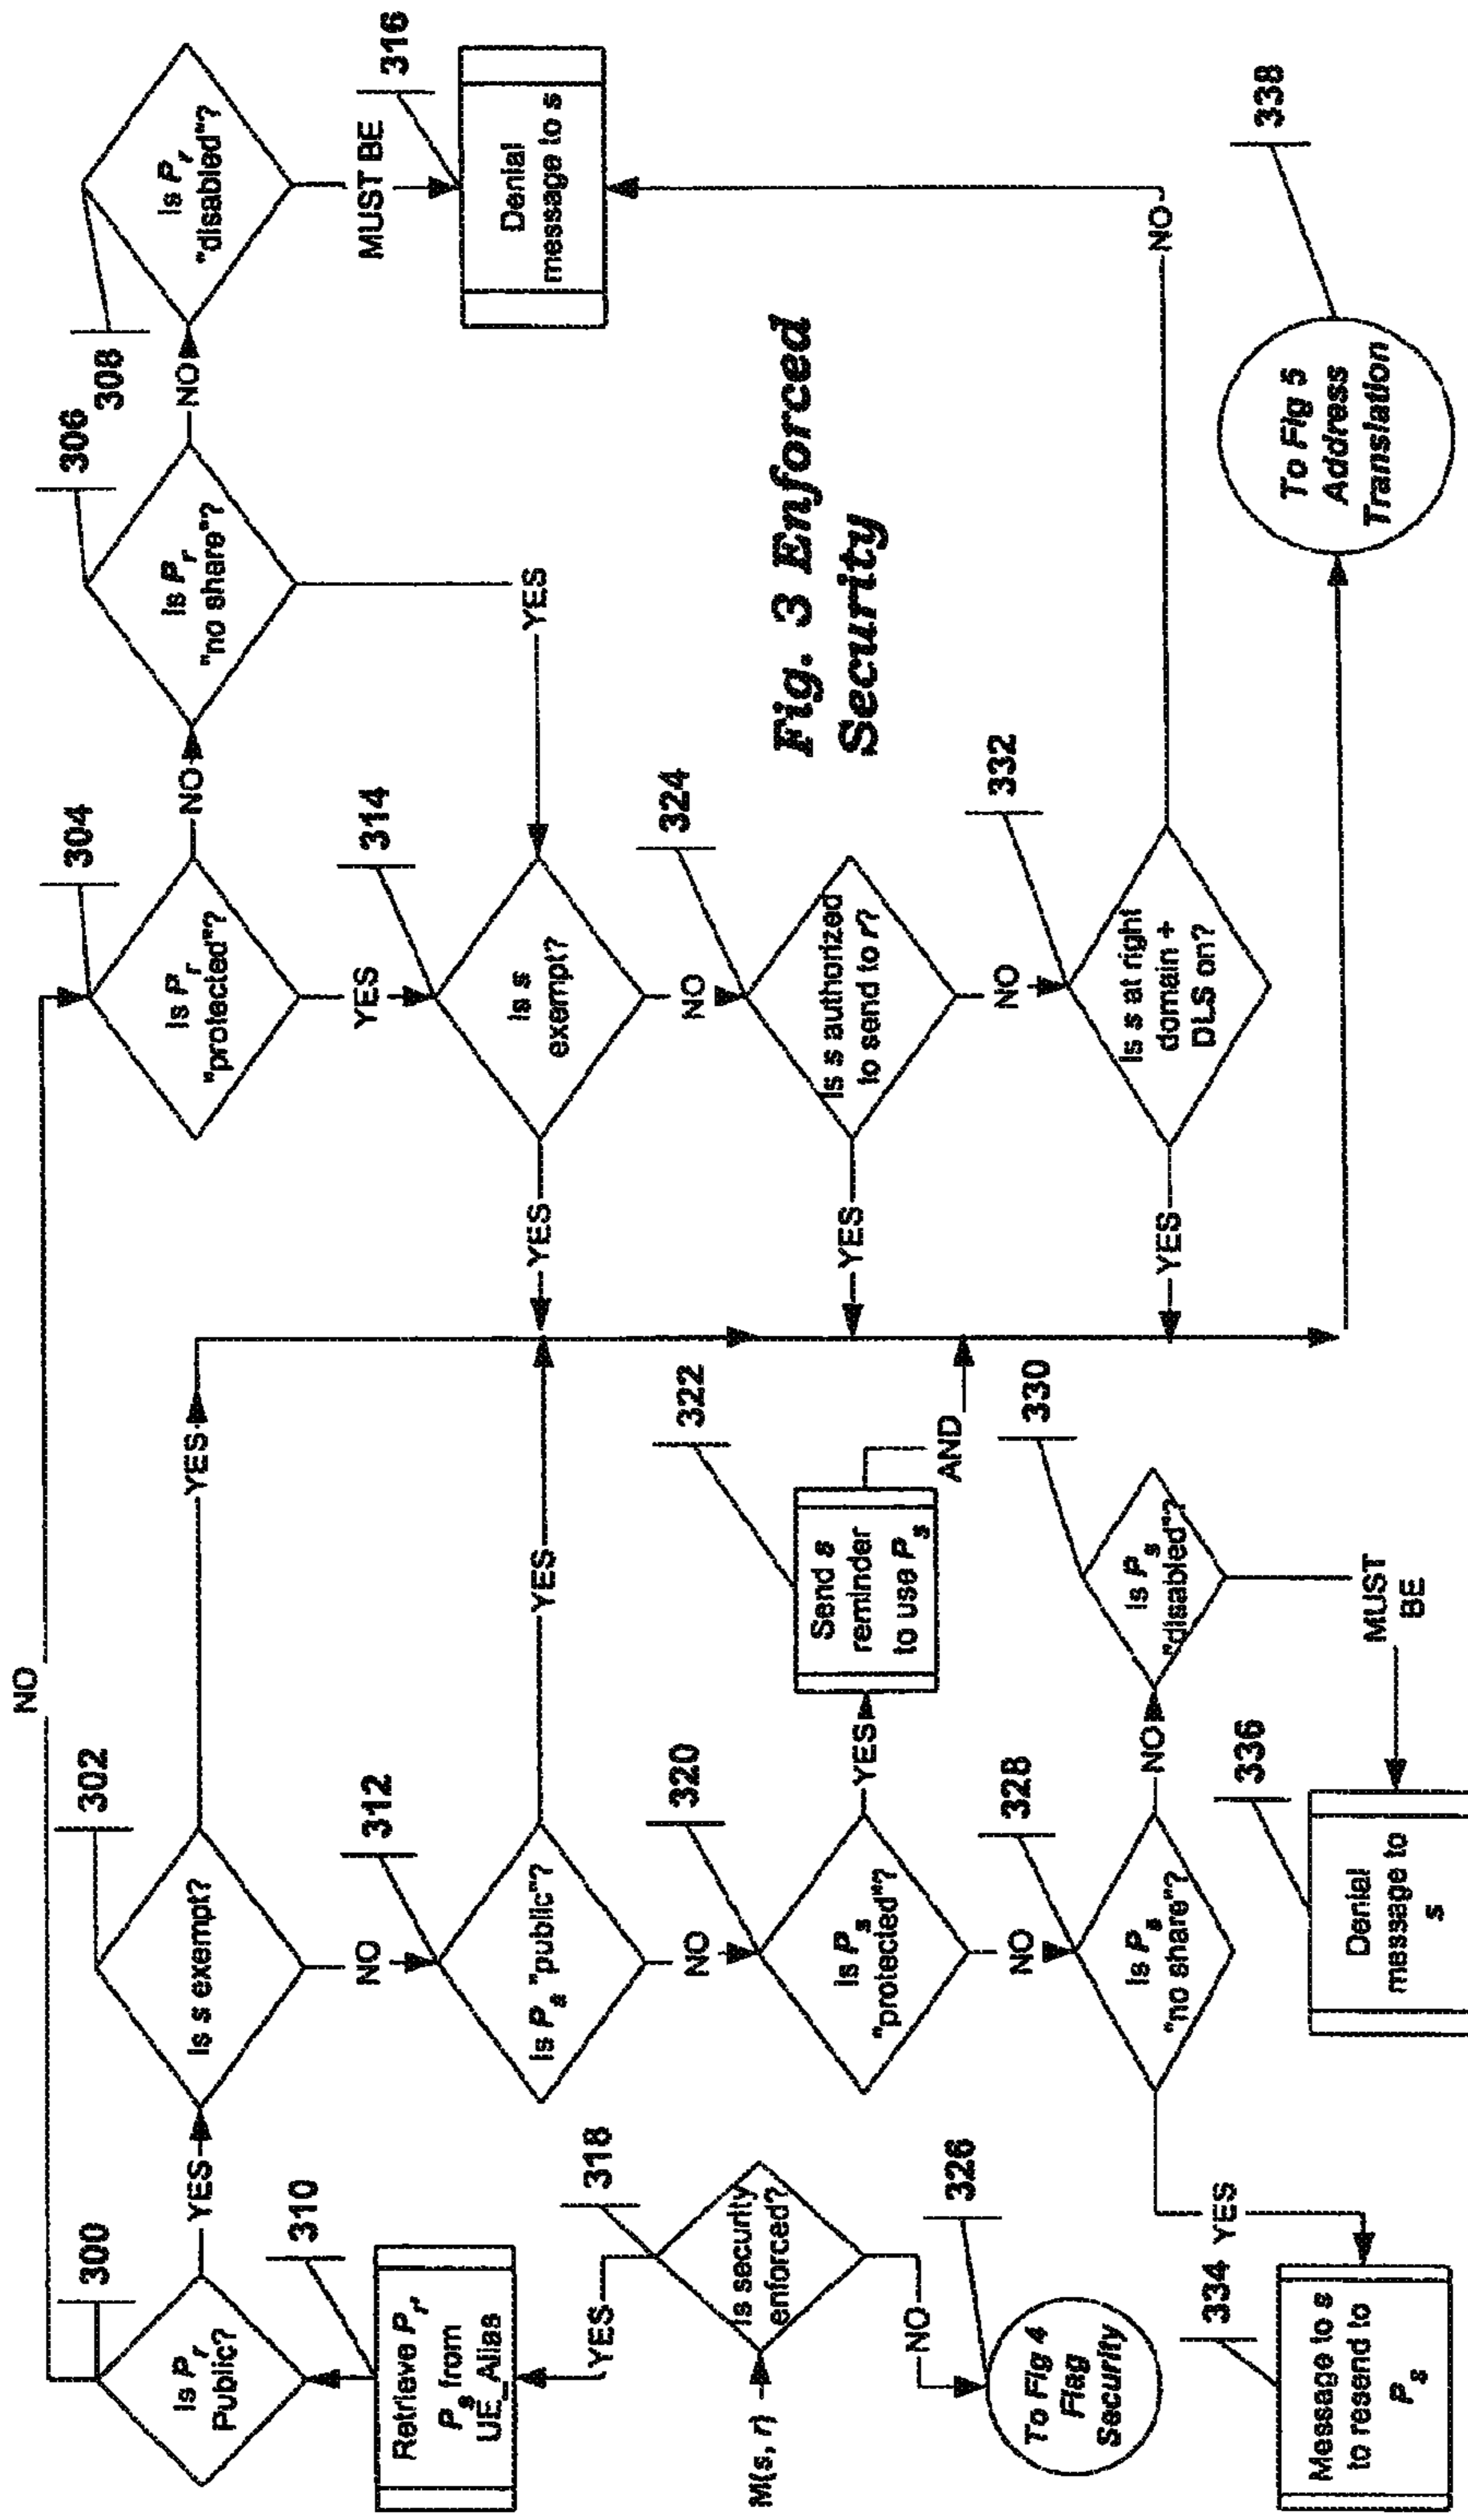 NO
300
302
304
306
308
Is Pr
Public?
YES
Is s exempt?
YES
Is Pr
"protected"?
NO
Is Pr
"no share"?
NO
Is Pr
"disabled"?
310
NO
312
YES
314
MUST BE
316
Retrieve Pr,
Ps from
UE_Alias
Is Ps "public"?
YES
YES
Is s
exempt?
YES
Denial
message to s
YES
318
NO
320
322
NO
324
Fig. 3 Enforced
Security
M(s, r)
Is security
enforced?
Is Ps
"protected"?
YES
Send s
reminder
to use Ps
AND
YES
Is s authorized
to send to r?
NO
326
NO
328
330
NO
332
To Fig 4
Flag
Security
Is Ps
"no share"?
NO
Is Ps
"disabled"?
YES
Is s at right
domain +
DLS on?
NO
334
YES
336
MUST
BE
338
Message to s
to resend to
Ps
Denial
message to
s
To Fig 5
Address
Translation